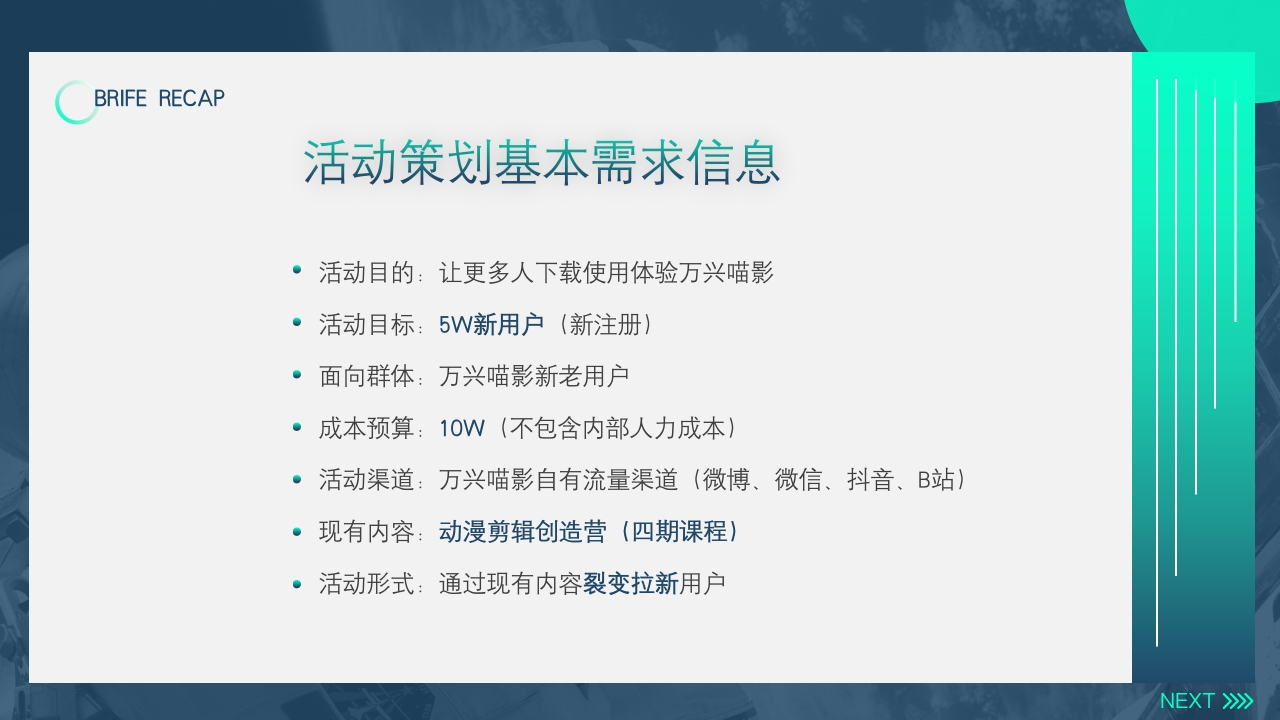 BRIFE RECAP
活动策划基本需求信息
活动目的：让更多人下载使用体验万兴喵影
活动目标：5W新用户（新注册）
面向群体：万兴喵影新老用户
成本预算：10W（不包含内部人力成本）
活动渠道：万兴喵影自有流量渠道（微博、微信、抖音、B站）
现有内容：动漫剪辑创造营（四期课程）
活动形式：通过现有内容裂变拉新用户
NEXT